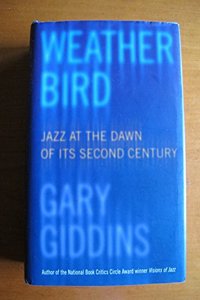 WEATHER
BIRD
JAZZ AT THE DAWN
OF ITS SECOND CENTURY
GARY
GIDDINS
Author of the National Book Critics Circle Award winner Visions of Jazz